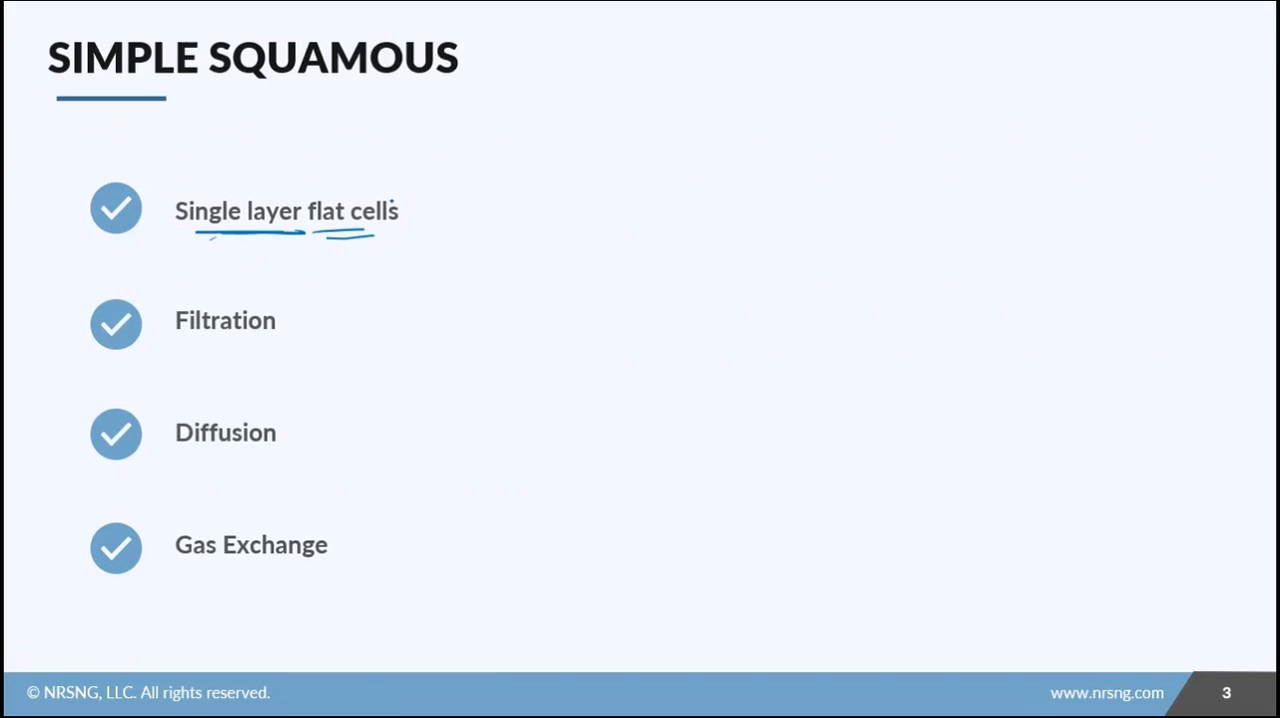 SIMPLE SQUAMOUS
Single layer flat cells
Filtration
Diffusion
Gas Exchange
© NRSNG, LLC. All rights reserved.
www.nrsng.com
3